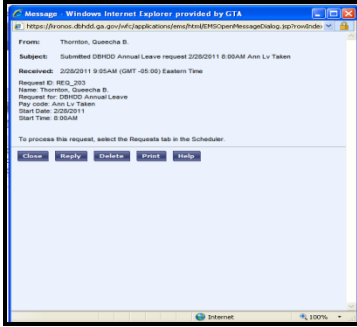 Message - Windows Internet Explorer provided by GTA
https://kronos.dbhdd.ga.gov/wfc/applications/ems/html/EMSOpenMessageDialog.jsp?rowIndex
From: Thornton, Queecha B.
Subject: Submitted DBHDD Annual Leave request 2/28/2011 8:00AM Ann Lv Taken
Received: 2/28/2011 9:05AM (GMT -05:00) Eastern Time
Request ID: REQ_203
Name: Thornton, Queecha B.
Request for: DBHDD Annual Leave
Pay code: Ann Lv Taken
Start Date: 2/28/2011
Start Time: 8:00AM
To process this request, select the Requests tab in the Scheduler.
Close Reply Delete Print Help
Internet 100%